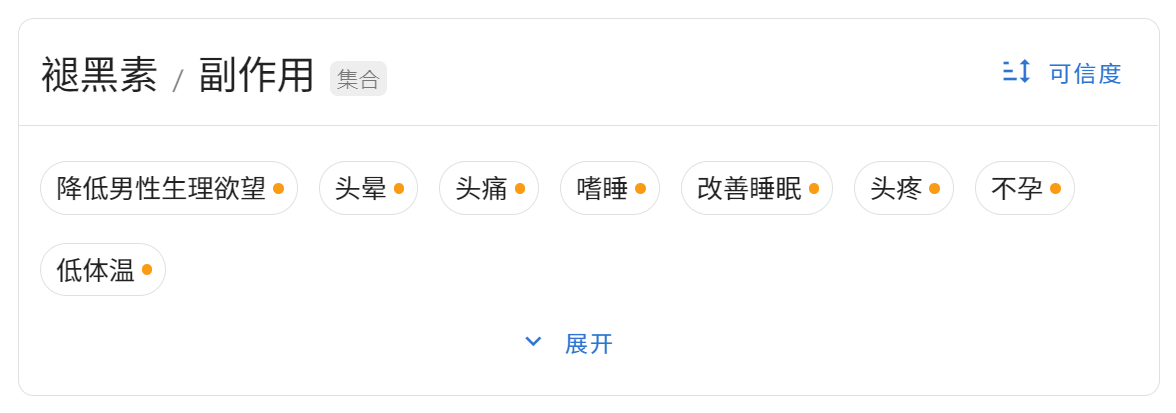 褪黑素 / 副作用 集合 可信度
降低男性生理欲望 头晕 头痛 嗜睡 改善睡眠 头疼 不孕
低体温
展开